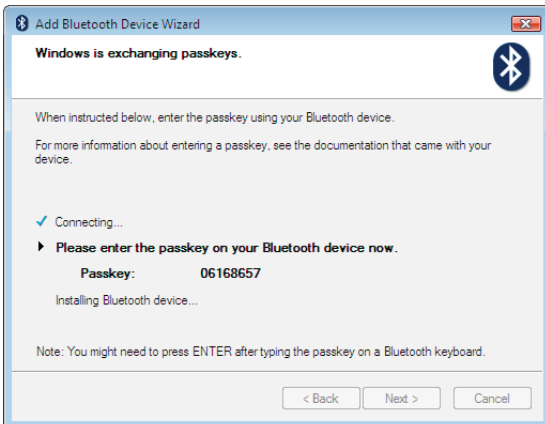 Add Bluetooth Device Wizard
Windows is exchanging passkeys.
When instructed below, enter the passkey using your Bluetooth device.
For more information about entering a passkey, see the documentation that came with your
device.
Connecting...
Please enter the passkey on your Bluetooth device now.
Passkey: 06168657
Installing Bluetooth device...
Note: You might need to press ENTER after typing the passkey on a Bluetooth keyboard.
< Back Next > Cancel